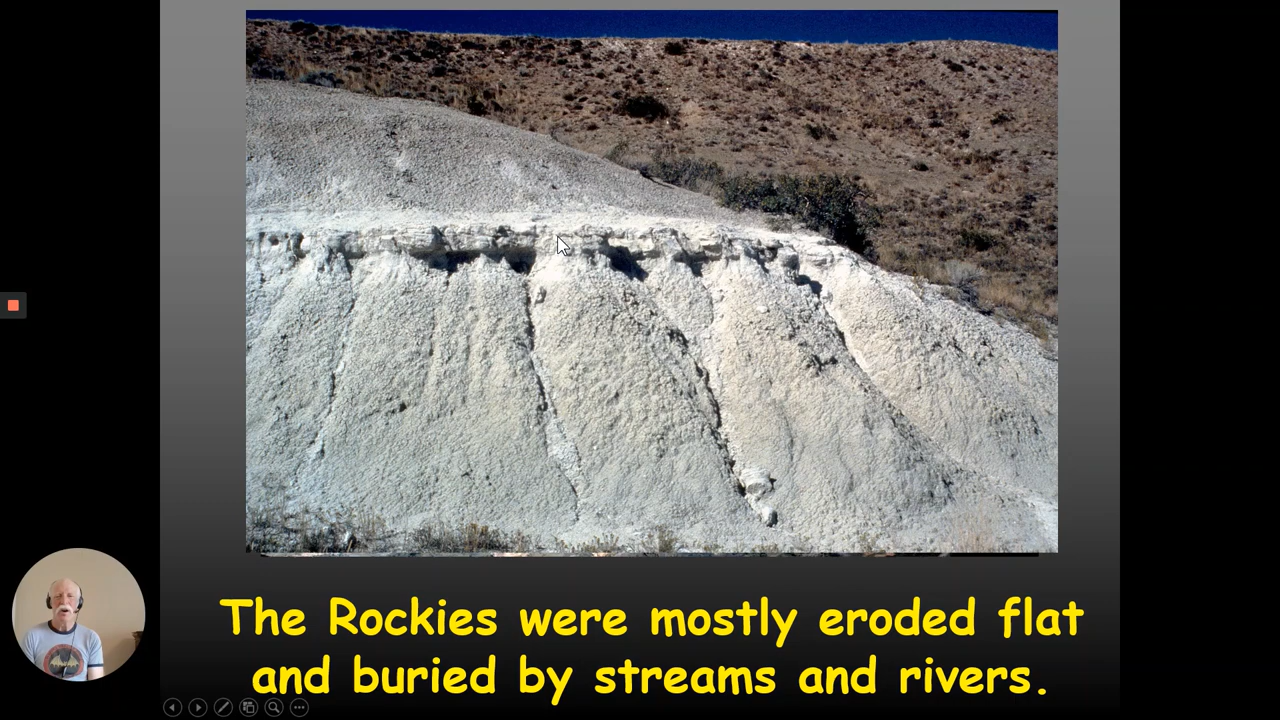 The Rockies were mostly eroded flat
and buried by streams and rivers.